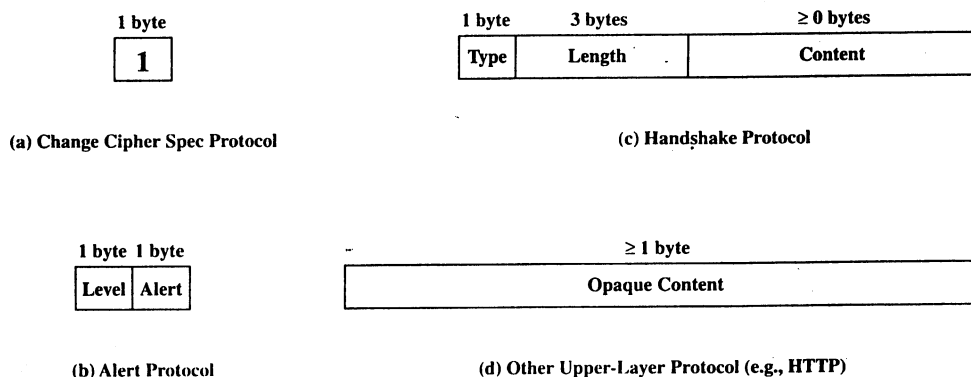 1 byte
1
(a) Change Cipher Spec Protocol
1 byte 3 bytes ≥ 0 bytes
Type Length Content
(c) Handshake Protocol
1 byte 1 byte
Level Alert
(b) Alert Protocol
≥ 1 byte
Opaque Content
(d) Other Upper-Layer Protocol (e.g., HTTP)